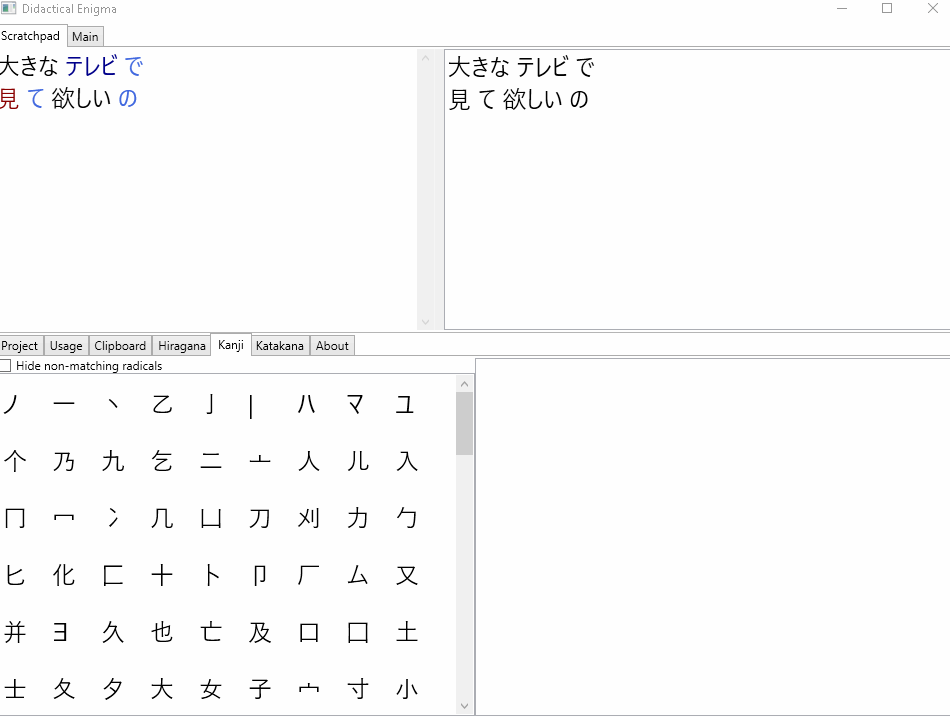 Didactical Enigma
Scratchpad Main
大きな テレビ で
見 て 欲しい の
大きな テレビ で
見 て 欲しい の
Project Usage Clipboard Hiragana Kanji Katakana About
Hide non-matching radicals
ノ 一 丶 乙 亅 | ハ マ ユ
个 乃 九 乞 二 亠 人 儿 入
冂 冖 冫 几 凵 刀 刈 力 勹
匕 化 匚 十 卜 卩 厂 ム 又
并 ヨ 久 也 亡 及 口 囗 土
士 夂 夕 大 女 子 宀 寸 小